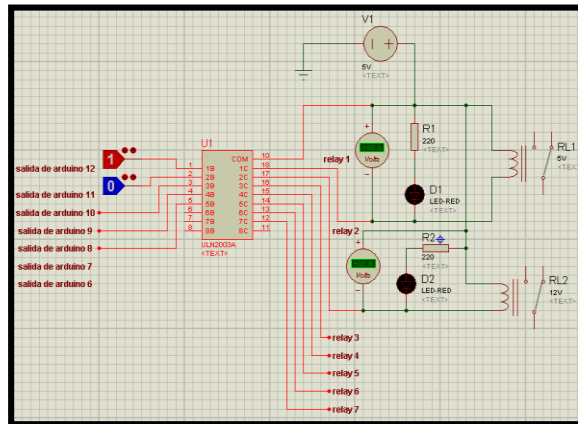 V1
5V
<TEXT>
U1
1
0
salida de arduino 12
salida de arduino 11
salida de arduino 10
salida de arduino 9
salida de arduino 8
salida de arduino 7
salida de arduino 6
1 1B COM 10
2 2B 1C 18
3 3B 2C 17
4 4B 3C 16
5 5B 4C 15
6 6B 5C 14
7 7B 6C 13
8 8B 7C 12
8C 11
ULN2003A
<TEXT>
relay 1
Volts
R1
220
<TEXT>
D1
LED-RED
<TEXT>
RL1
5V
<TEXT>
relay 2
Volts
R2
220
<TEXT>
D2
LED-RED
<TEXT>
RL2
12V
<TEXT>
relay 3
relay 4
relay 5
relay 6
relay 7